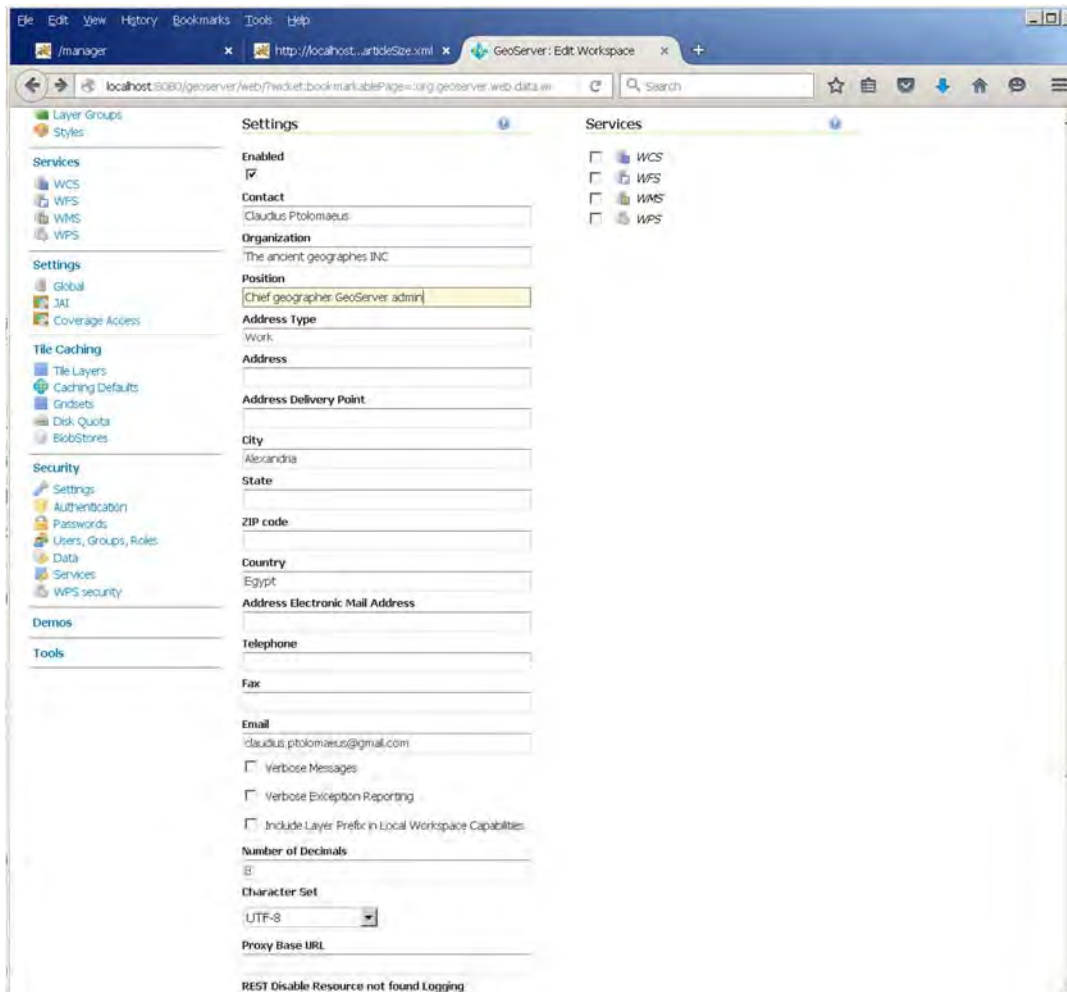 File Edit View History Bookmarks Tools Help
/manager × http://localhost...articleSize.xml × GeoServer: Edit Workspace × +
localhost:8080/geoserver/web/?wicket:bookmarkablePage=:org.geoserver.web.data.w Search
Layer Groups
Styles
Services
WCS
WFS
WMS
WPS
Settings
Global
JAI
Coverage Access
Tile Caching
Tile Layers
Caching Defaults
Gridsets
Disk Quota
BlobStores
Security
Settings
Authentication
Passwords
Users, Groups, Roles
Data
Services
WPS security
Demos
Tools
Settings
Enabled
Contact
Claudius Ptolomaeus
Organization
The ancient geographes INC
Position
Chief geographer GeoServer admin
Address Type
Work
Address
Address Delivery Point
City
Alexandria
State
ZIP code
Country
Egypt
Address Electronic Mail Address
Telephone
Fax
Email
claudius.ptolomaeus@gmail.com
Verbose Messages
Verbose Exception Reporting
Include Layer Prefix in Local Workspace Capabilities
Number of Decimals
8
Character Set
UTF-8
Proxy Base URL
REST Disable Resource not found Logging
Services
WCS
WFS
WMS
WPS